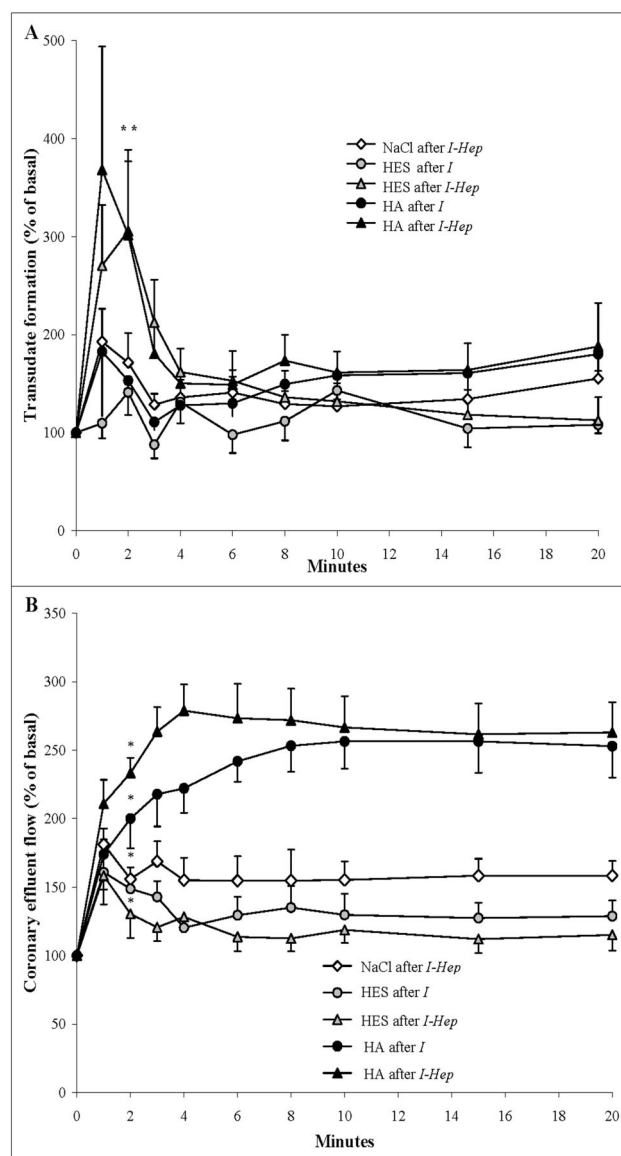 A
Transudate formation (% of basal)
500
400
300
200
100
0
* *
NaCl after I-Hep
HES after I
HES after I-Hep
HA after I
HA after I-Hep
0 2 4 6 8 10 12 14 16 18 20
Minutes
B
Coronary effluent flow (% of basal)
350
300
250
200
150
100
50
0
*
*
*
*
NaCl after I-Hep
HES after I
HES after I-Hep
HA after I
HA after I-Hep
0 2 4 6 8 10 12 14 16 18 20
Minutes